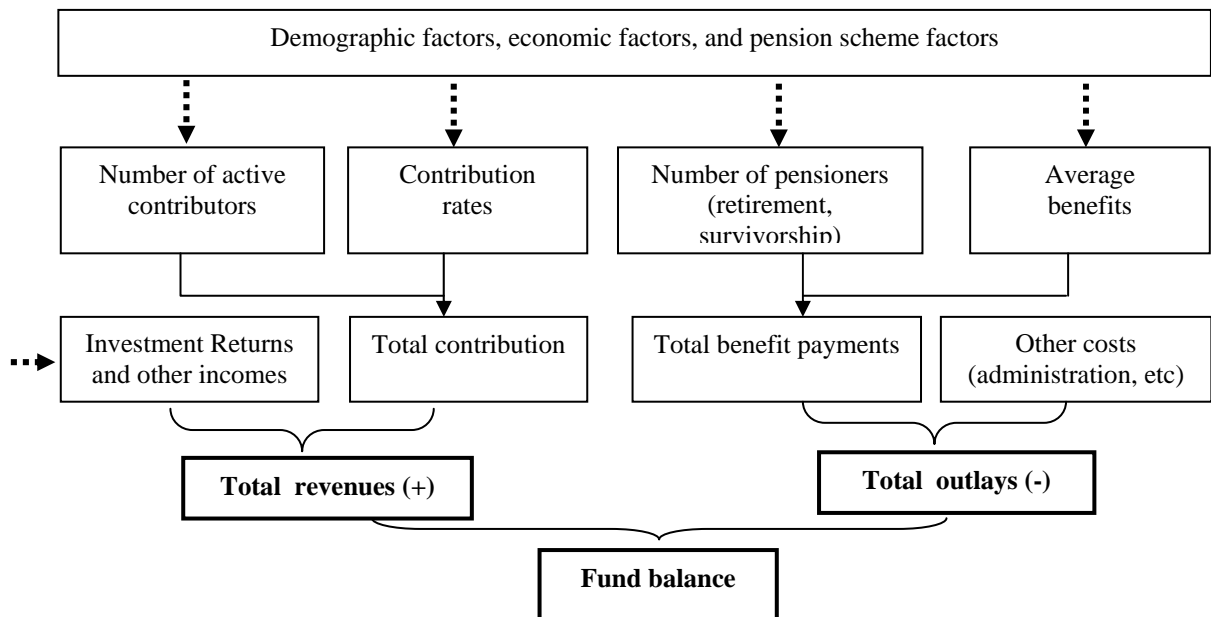 Demographic factors, economic factors, and pension scheme factors
Number of active
contributors
Contribution
rates
Number of pensioners
(retirement,
survivorship)
Average
benefits
Investment Returns
and other incomes
Total contribution
Total benefit payments
Other costs
(administration, etc)
Total revenues (+)
Total outlays (-)
Fund balance